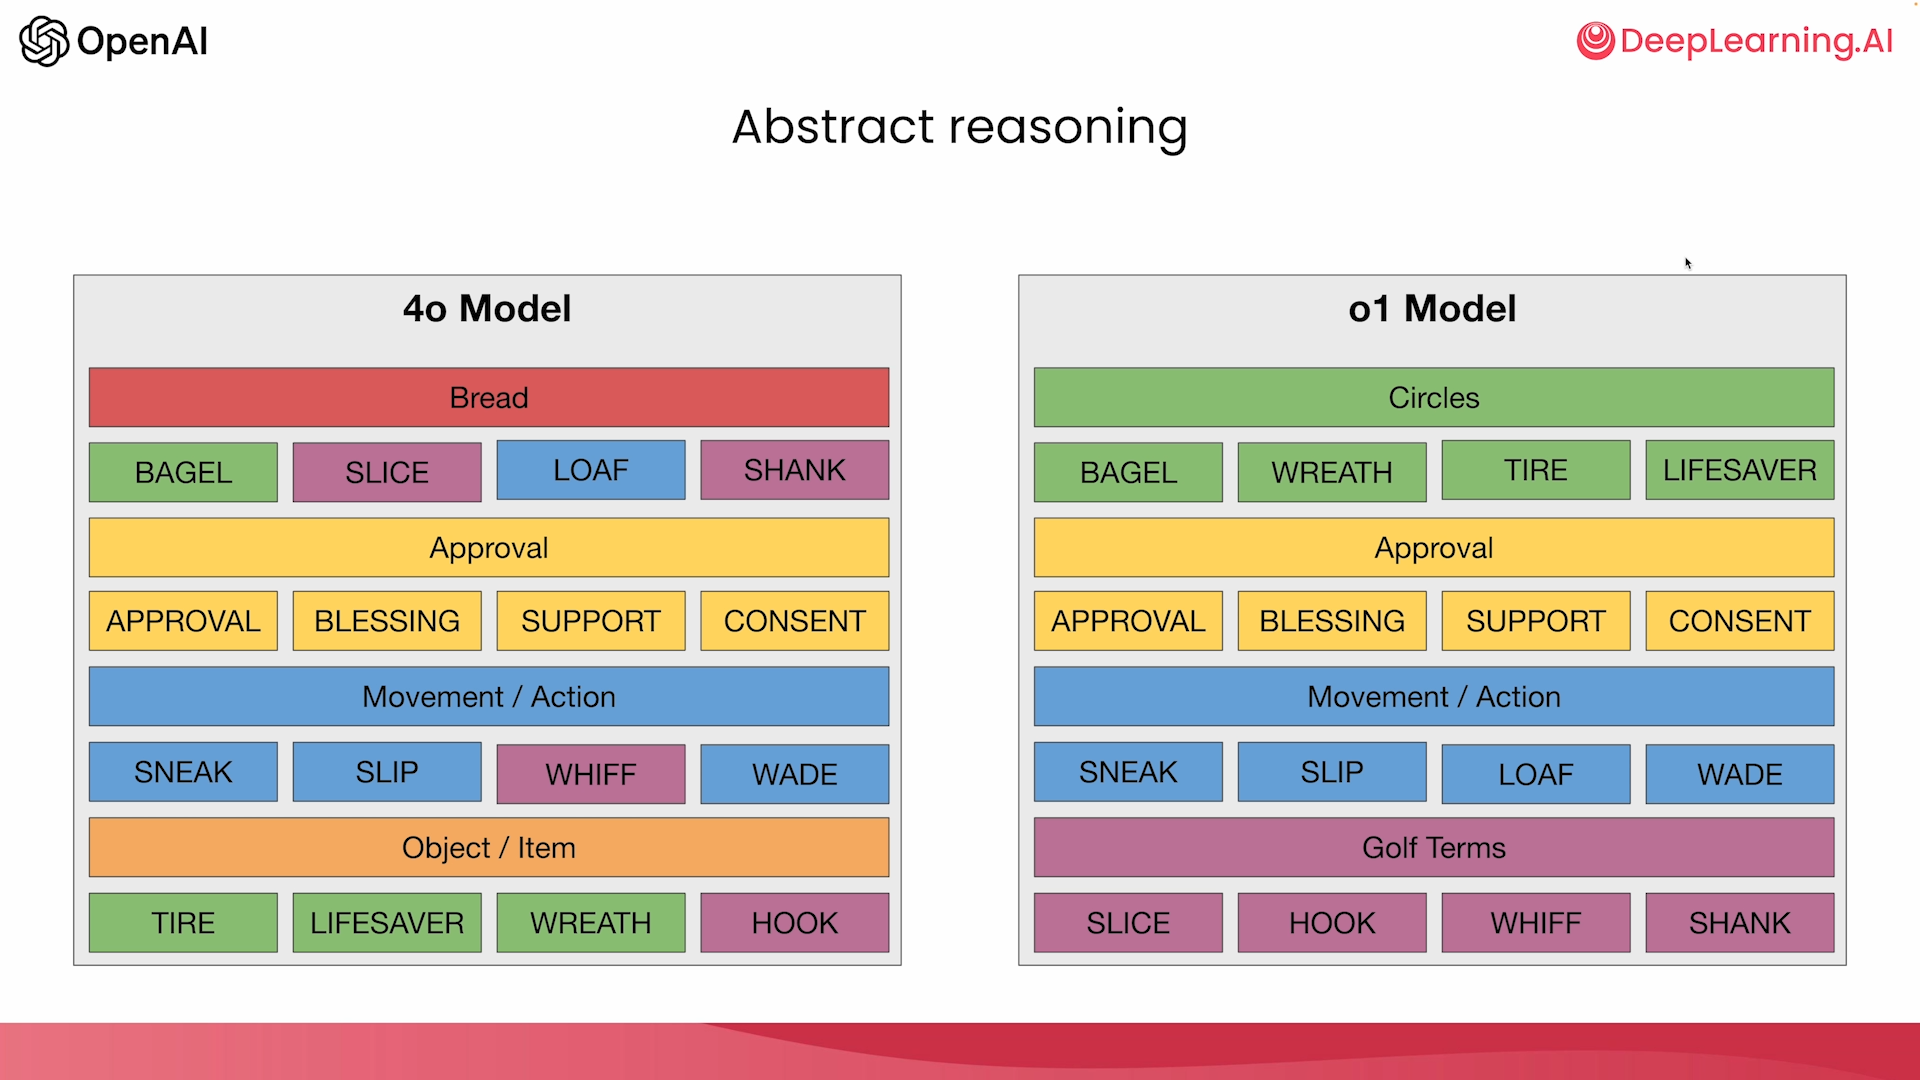 OpenAI
DeepLearning.AI
Abstract reasoning
4o Model
Bread
BAGEL SLICE LOAF SHANK
Approval
APPROVAL BLESSING SUPPORT CONSENT
Movement / Action
SNEAK SLIP WHIFF WADE
Object / Item
TIRE LIFESAVER WREATH HOOK
o1 Model
Circles
BAGEL WREATH TIRE LIFESAVER
Approval
APPROVAL BLESSING SUPPORT CONSENT
Movement / Action
SNEAK SLIP LOAF WADE
Golf Terms
SLICE HOOK WHIFF SHANK